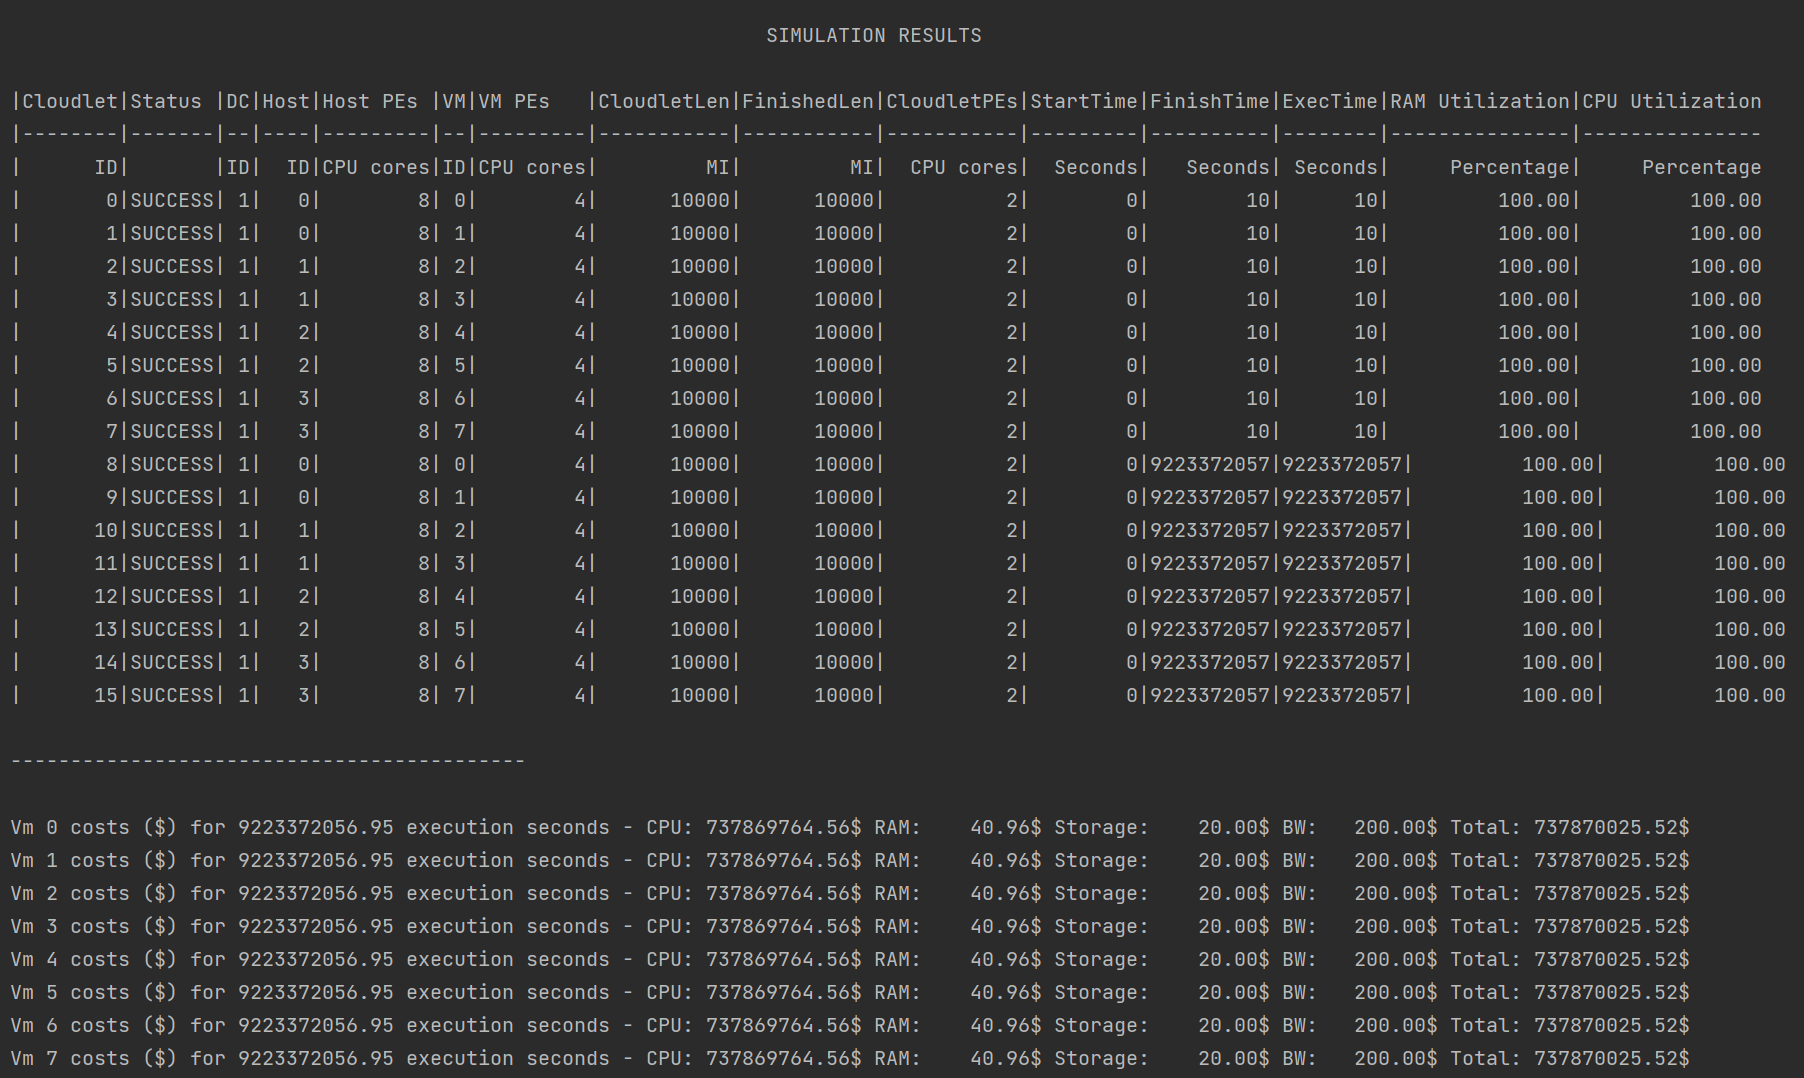 SIMULATION RESULTS
|Cloudlet|Status |DC|Host|Host PEs |VM|VM PEs   |CloudletLen|FinishedLen|CloudletPEs|StartTime|FinishTime|ExecTime|RAM Utilization|CPU Utilization
|--------|-------|--|----|---------|--|---------|-----------|-----------|-----------|---------|----------|--------|---------------|---------------
|      ID|       |ID|  ID|CPU cores|ID|CPU cores|         MI|         MI|  CPU cores|  Seconds|   Seconds| Seconds|     Percentage|     Percentage
|       0|SUCCESS| 1|   0|        8| 0|        4|      10000|      10000|          2|        0|        10|      10|         100.00|         100.00
|       1|SUCCESS| 1|   0|        8| 1|        4|      10000|      10000|          2|        0|        10|      10|         100.00|         100.00
|       2|SUCCESS| 1|   1|        8| 2|        4|      10000|      10000|          2|        0|        10|      10|         100.00|         100.00
|       3|SUCCESS| 1|   1|        8| 3|        4|      10000|      10000|          2|        0|        10|      10|         100.00|         100.00
|       4|SUCCESS| 1|   2|        8| 4|        4|      10000|      10000|          2|        0|        10|      10|         100.00|         100.00
|       5|SUCCESS| 1|   2|        8| 5|        4|      10000|      10000|          2|        0|        10|      10|         100.00|         100.00
|       6|SUCCESS| 1|   3|        8| 6|        4|      10000|      10000|          2|        0|        10|      10|         100.00|         100.00
|       7|SUCCESS| 1|   3|        8| 7|        4|      10000|      10000|          2|        0|        10|      10|         100.00|         100.00
|       8|SUCCESS| 1|   0|        8| 0|        4|      10000|      10000|          2|        0|9223372057|9223372057|         100.00|         100.00
|       9|SUCCESS| 1|   0|        8| 1|        4|      10000|      10000|          2|        0|9223372057|9223372057|         100.00|         100.00
|      10|SUCCESS| 1|   1|        8| 2|        4|      10000|      10000|          2|        0|9223372057|9223372057|         100.00|         100.00
|      11|SUCCESS| 1|   1|        8| 3|        4|      10000|      10000|          2|        0|9223372057|9223372057|         100.00|         100.00
|      12|SUCCESS| 1|   2|        8| 4|        4|      10000|      10000|          2|        0|9223372057|9223372057|         100.00|         100.00
|      13|SUCCESS| 1|   2|        8| 5|        4|      10000|      10000|          2|        0|9223372057|9223372057|         100.00|         100.00
|      14|SUCCESS| 1|   3|        8| 6|        4|      10000|      10000|          2|        0|9223372057|9223372057|         100.00|         100.00
|      15|SUCCESS| 1|   3|        8| 7|        4|      10000|      10000|          2|        0|9223372057|9223372057|         100.00|         100.00
-------------------------------------------
Vm 0 costs ($) for 9223372056.95 execution seconds - CPU: 737869764.56$ RAM:    40.96$ Storage:    20.00$ BW:   200.00$ Total: 737870025.52$
Vm 1 costs ($) for 9223372056.95 execution seconds - CPU: 737869764.56$ RAM:    40.96$ Storage:    20.00$ BW:   200.00$ Total: 737870025.52$
Vm 2 costs ($) for 9223372056.95 execution seconds - CPU: 737869764.56$ RAM:    40.96$ Storage:    20.00$ BW:   200.00$ Total: 737870025.52$
Vm 3 costs ($) for 9223372056.95 execution seconds - CPU: 737869764.56$ RAM:    40.96$ Storage:    20.00$ BW:   200.00$ Total: 737870025.52$
Vm 4 costs ($) for 9223372056.95 execution seconds - CPU: 737869764.56$ RAM:    40.96$ Storage:    20.00$ BW:   200.00$ Total: 737870025.52$
Vm 5 costs ($) for 9223372056.95 execution seconds - CPU: 737869764.56$ RAM:    40.96$ Storage:    20.00$ BW:   200.00$ Total: 737870025.52$
Vm 6 costs ($) for 9223372056.95 execution seconds - CPU: 737869764.56$ RAM:    40.96$ Storage:    20.00$ BW:   200.00$ Total: 737870025.52$
Vm 7 costs ($) for 9223372056.95 execution seconds - CPU: 737869764.56$ RAM:    40.96$ Storage:    20.00$ BW:   200.00$ Total: 737870025.52$